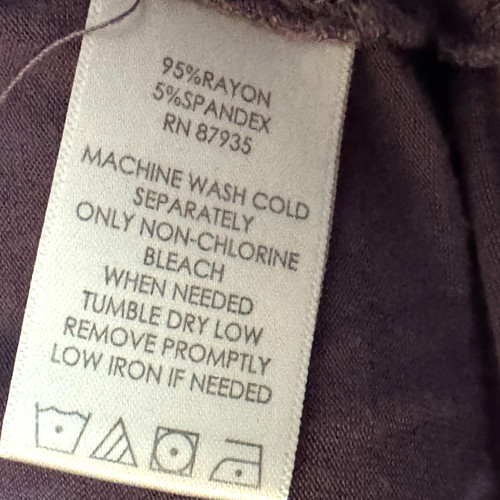 95%RAYON
5%SPANDEX
RN 87935
MACHINE WASH COLD
SEPARATELY
ONLY NON-CHLORINE
BLEACH
WHEN NEEDED
TUMBLE DRY LOW
REMOVE PROMPTLY
LOW IRON IF NEEDED